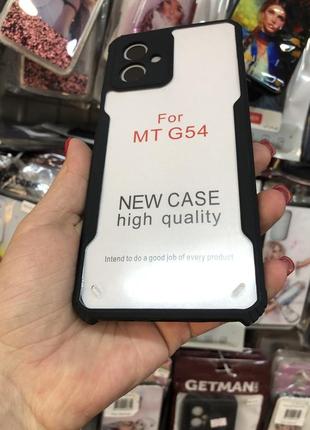 For
MT G54
NEW CASE
high quality
Intend to do a good job of every product
GETMAN